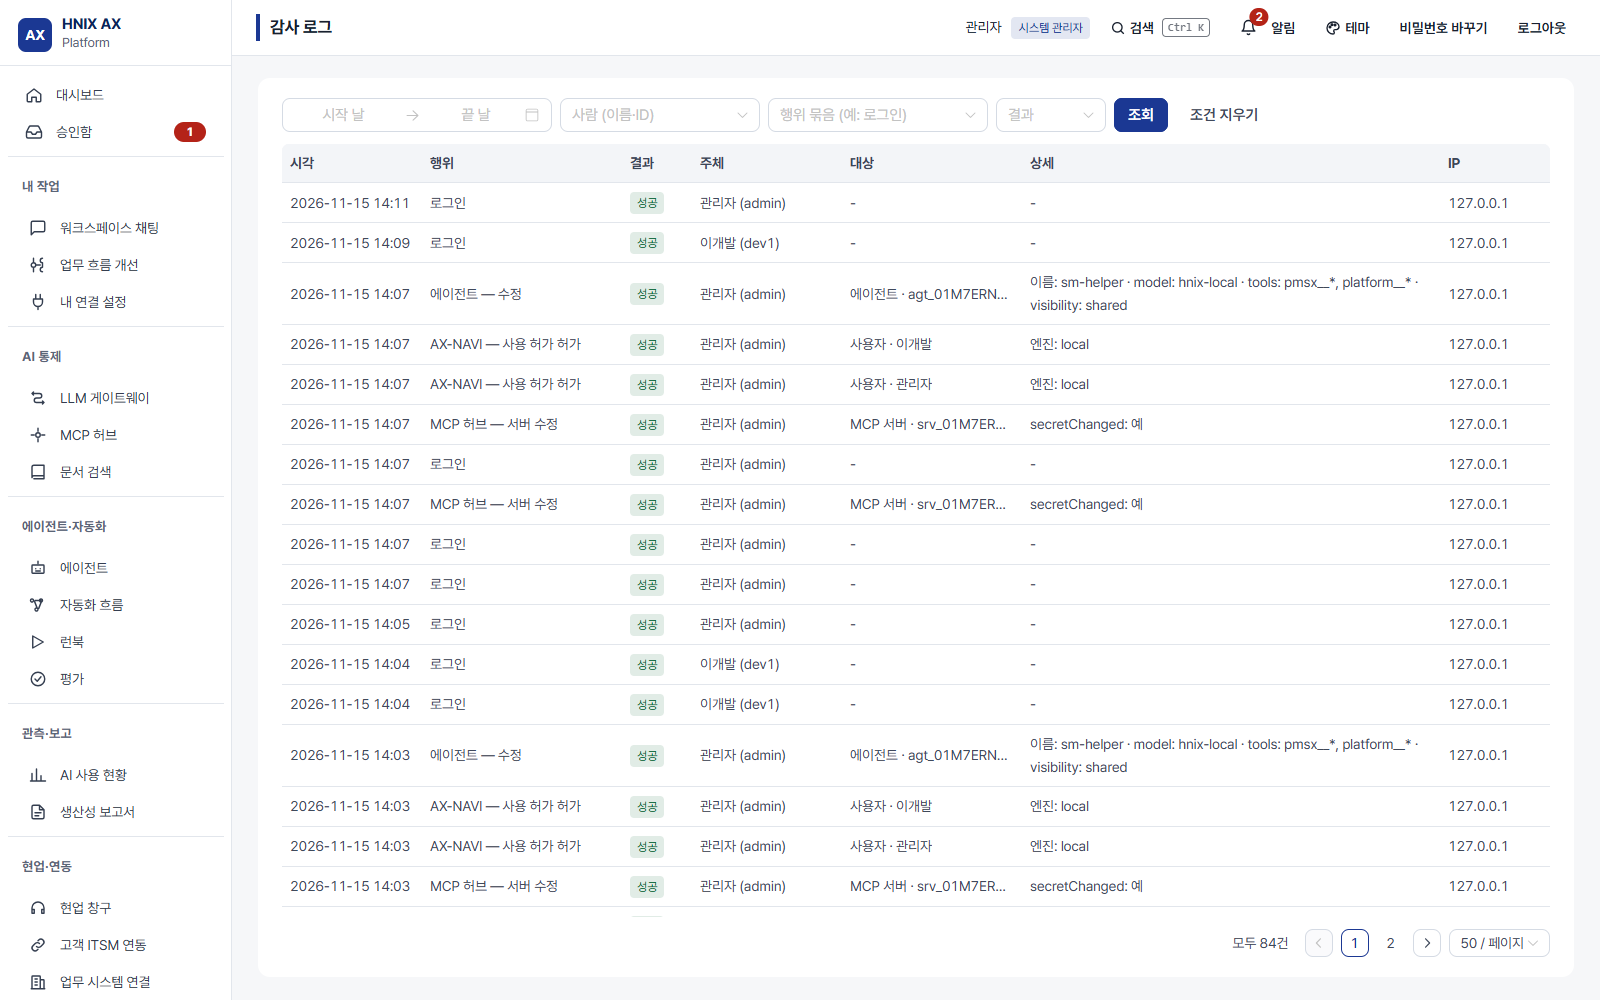 AX
HNIX AX
Platform
대시보드
승인함
1
내 작업
워크스페이스 채팅
업무 흐름 개선
내 연결 설정
AI 통제
LLM 게이트웨이
MCP 허브
문서 검색
에이전트·자동화
에이전트
자동화 흐름
런북
평가
관측·보고
AI 사용 현황
생산성 보고서
현업·연동
현업 창구
고객 ITSM 연동
업무 시스템 연결
감사 로그
관리자 시스템 관리자 검색 Ctrl K 2 알림 테마 비밀번호 바꾸기 로그아웃
시작 날 → 끝 날 사람 (이름·ID) 행위 묶음 (예: 로그인) 결과 조회 조건 지우기
시각 행위 결과 주체 대상 상세 IP
2026-11-15 14:11 로그인 성공 관리자 (admin) - - 127.0.0.1
2026-11-15 14:09 로그인 성공 이개발 (dev1) - - 127.0.0.1
2026-11-15 14:07 에이전트 — 수정 성공 관리자 (admin) 에이전트 · agt_01M7ERN... 이름: sm-helper · model: hnix-local · tools: pmsx__*, platform__* · 127.0.0.1
visibility: shared
2026-11-15 14:07 AX-NAVI — 사용 허가 허가 성공 관리자 (admin) 사용자 · 이개발 엔진: local 127.0.0.1
2026-11-15 14:07 AX-NAVI — 사용 허가 허가 성공 관리자 (admin) 사용자 · 관리자 엔진: local 127.0.0.1
2026-11-15 14:07 MCP 허브 — 서버 수정 성공 관리자 (admin) MCP 서버 · srv_01M7ER... secretChanged: 예 127.0.0.1
2026-11-15 14:07 로그인 성공 관리자 (admin) - - 127.0.0.1
2026-11-15 14:07 MCP 허브 — 서버 수정 성공 관리자 (admin) MCP 서버 · srv_01M7ER... secretChanged: 예 127.0.0.1
2026-11-15 14:07 로그인 성공 관리자 (admin) - - 127.0.0.1
2026-11-15 14:07 로그인 성공 관리자 (admin) - - 127.0.0.1
2026-11-15 14:05 로그인 성공 관리자 (admin) - - 127.0.0.1
2026-11-15 14:04 로그인 성공 이개발 (dev1) - - 127.0.0.1
2026-11-15 14:04 로그인 성공 이개발 (dev1) - - 127.0.0.1
2026-11-15 14:03 에이전트 — 수정 성공 관리자 (admin) 에이전트 · agt_01M7ERN... 이름: sm-helper · model: hnix-local · tools: pmsx__*, platform__* · 127.0.0.1
visibility: shared
2026-11-15 14:03 AX-NAVI — 사용 허가 허가 성공 관리자 (admin) 사용자 · 이개발 엔진: local 127.0.0.1
2026-11-15 14:03 AX-NAVI — 사용 허가 허가 성공 관리자 (admin) 사용자 · 관리자 엔진: local 127.0.0.1
2026-11-15 14:03 MCP 허브 — 서버 수정 성공 관리자 (admin) MCP 서버 · srv_01M7ER... secretChanged: 예 127.0.0.1
모두 84건 < 1 2 > 50 / 페이지